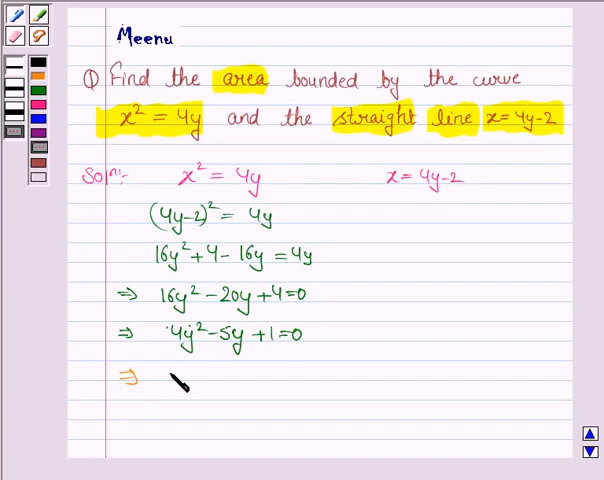 Meenu
Q Find the area bounded by the curve
x² = 4y and the straight line x=4y-2
Solⁿ:- x² = 4y x = 4y-2
(4y-2)² = 4y
16y² + 4 - 16y = 4y
⇒ 16y² - 20y + 4 = 0
⇒ 4y² - 5y + 1 = 0
⇒